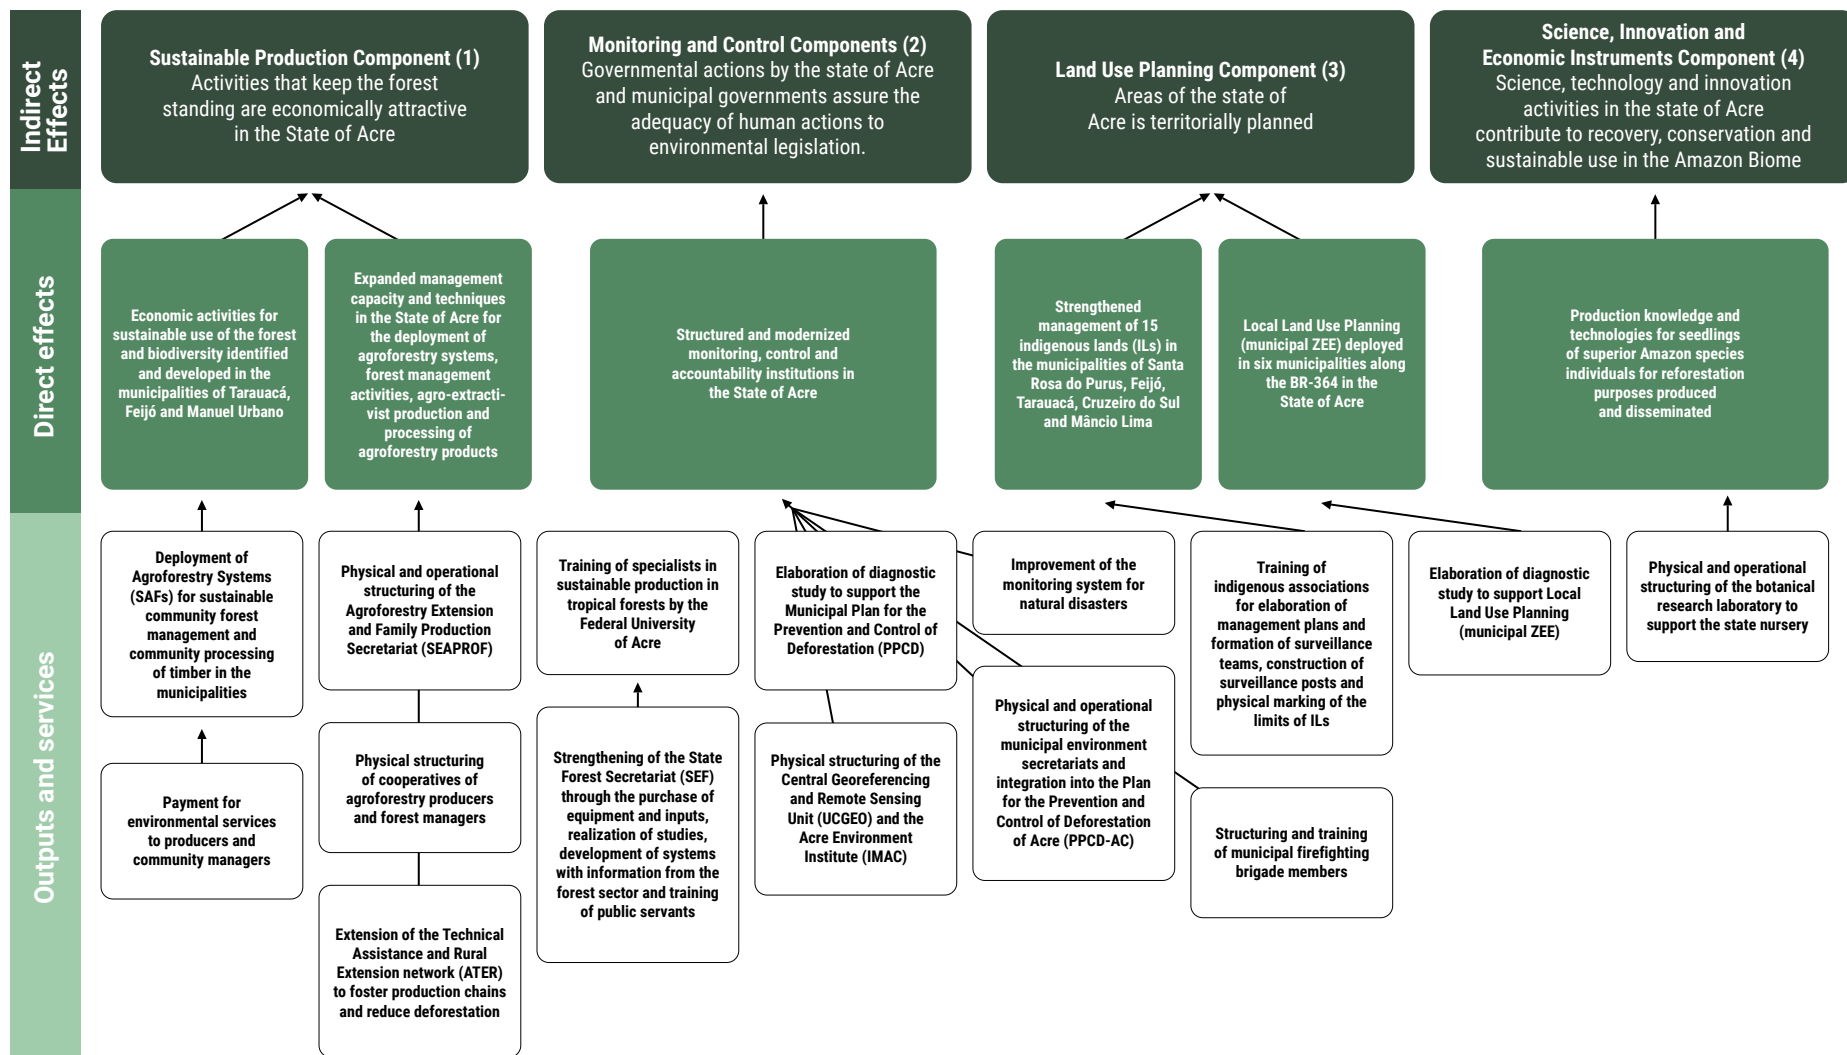 Indirect
Effects
Sustainable Production Component (1)
Activities that keep the forest
standing are economically attractive
in the State of Acre
Monitoring and Control Components (2)
Governmental actions by the state of Acre
and municipal governments assure the
adequacy of human actions to
environmental legislation.
Land Use Planning Component (3)
Areas of the state of
Acre is territorially planned
Science, Innovation and
Economic Instruments Component (4)
Science, technology and innovation
activities in the state of Acre
contribute to recovery, conservation and
sustainable use in the Amazon Biome
Direct effects
Economic activities for
sustainable use of the forest
and biodiversity identified
and developed in the
municipalities of Tarauacá,
Feijó and Manuel Urbano
Expanded management
capacity and techniques
in the State of Acre for
the deployment of
agroforestry systems,
forest management
activities, agro-extracti-
vist production and
processing of
agroforestry products
Structured and modernized
monitoring, control and
accountability institutions in
the State of Acre
Strengthened
management of 15
indigenous lands (ILs) in
the municipalities of Santa
Rosa do Purus, Feijó,
Tarauacá, Cruzeiro do Sul
and Mâncio Lima
Local Land Use Planning
(municipal ZEE) deployed
in six municipalities along
the BR-364 in the
State of Acre
Production knowledge and
technologies for seedlings
of superior Amazon species
individuals for reforestation
purposes produced
and disseminated
Outputs and services
Deployment of
Agroforestry Systems
(SAFs) for sustainable
community forest
management and
community processing
of timber in the
municipalities
Payment for
environmental services
to producers and
community managers
Physical and operational
structuring of the
Agroforestry Extension
and Family Production
Secretariat (SEAPROF)
Physical structuring
of cooperatives of
agroforestry producers
and forest managers
Extension of the Technical
Assistance and Rural
Extension network (ATER)
to foster production chains
and reduce deforestation
Training of specialists in
sustainable production in
tropical forests by the
Federal University
of Acre
Strengthening of the State
Forest Secretariat (SEF)
through the purchase of
equipment and inputs,
realization of studies,
development of systems
with information from the
forest sector and training
of public servants
Elaboration of diagnostic
study to support the
Municipal Plan for the
Prevention and Control of
Deforestation (PPCD)
Physical structuring of the
Central Georeferencing
and Remote Sensing
Unit (UCGEO) and the
Acre Environment
Institute (IMAC)
Improvement of the
monitoring system for
natural disasters
Physical and operational
structuring of the
municipal environment
secretariats and
integration into the Plan
for the Prevention and
Control of Deforestation
of Acre (PPCD-AC)
Training of
indigenous associations
for elaboration of
management plans and
formation of surveillance
teams, construction of
surveillance posts and
physical marking of the
limits of ILs
Structuring and training
of municipal firefighting
brigade members
Elaboration of diagnostic
study to support Local
Land Use Planning
(municipal ZEE)
Physical and operational
structuring of the botanical
research laboratory to
support the state nursery